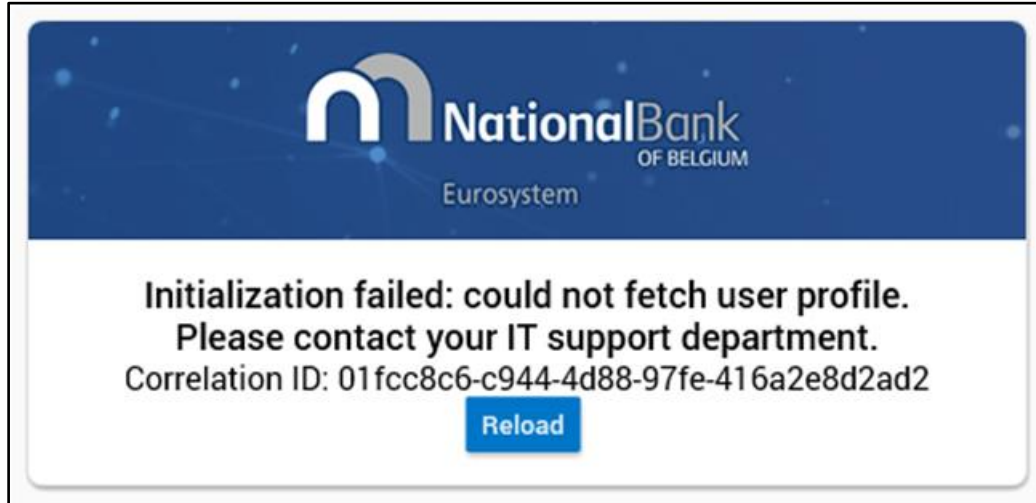 NationalBank
OF BELGIUM
Eurosystem
Initialization failed: could not fetch user profile.
Please contact your IT support department.
Correlation ID: 01fcc8c6-c944-4d88-97fe-416a2e8d2ad2
Reload